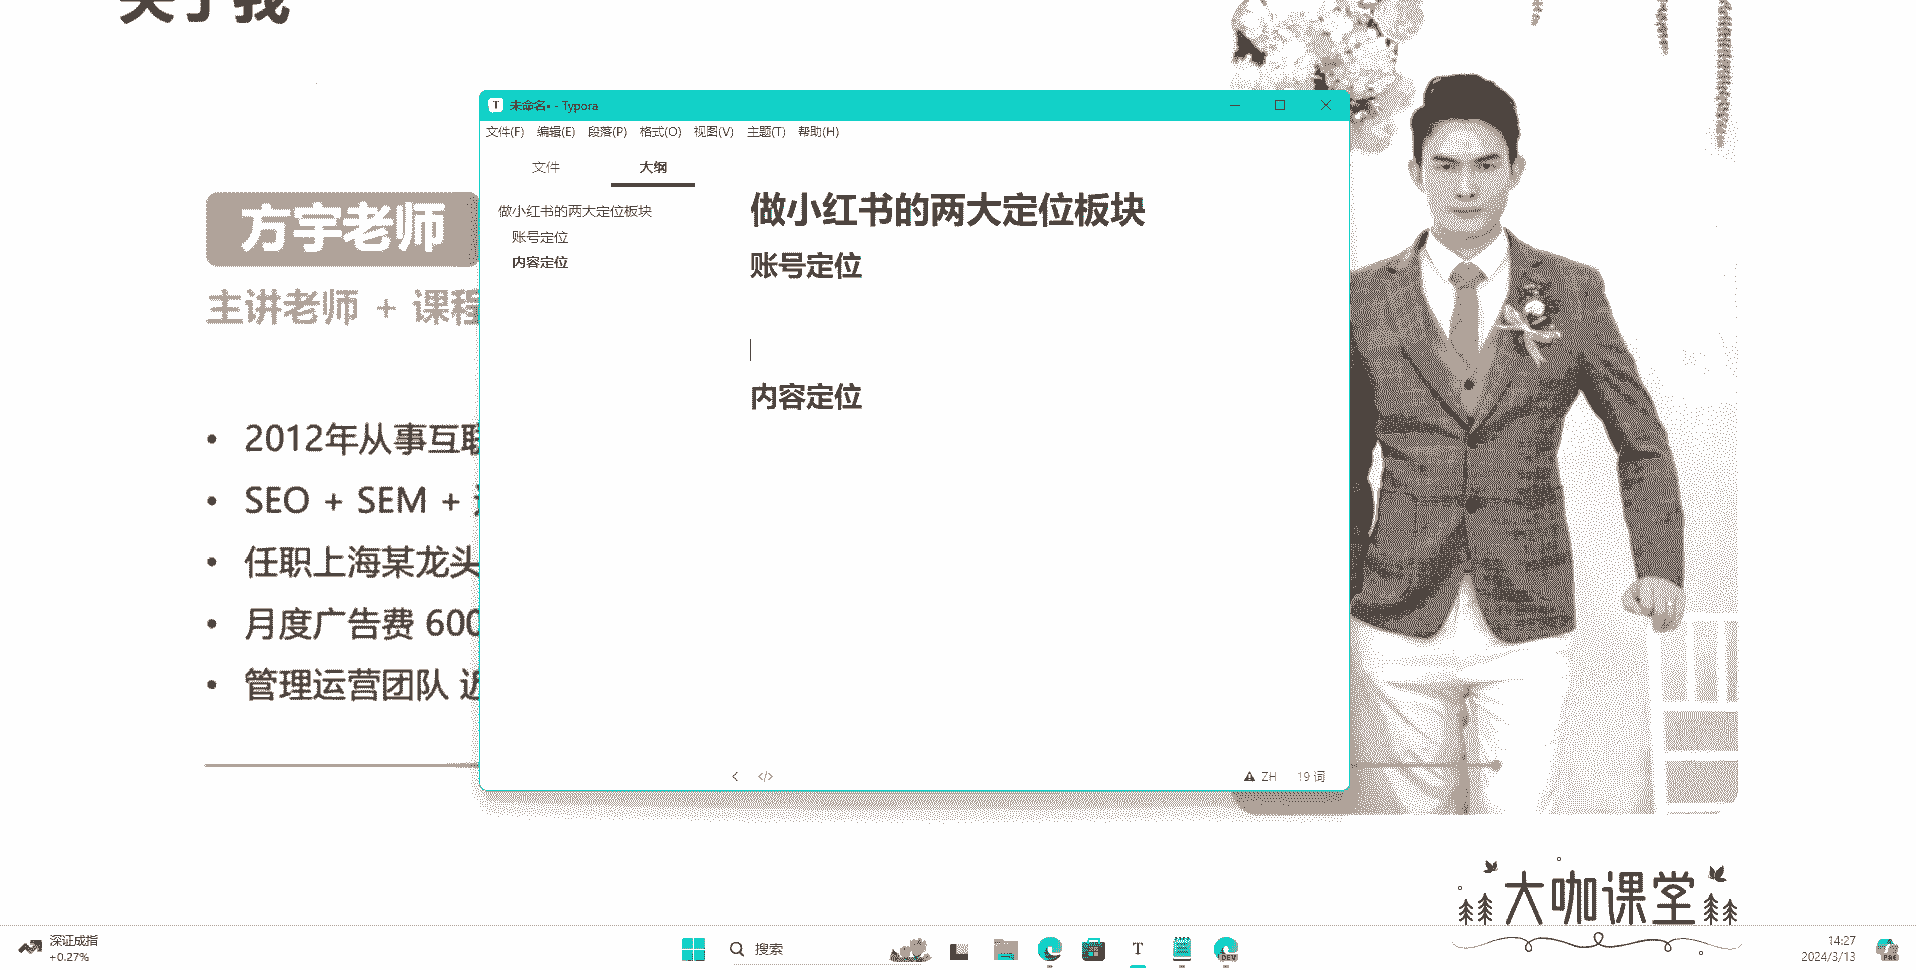 关于我
方宇老师
主讲老师 + 课程
2012年从事互联
SEO + SEM +
任职上海某龙头
月度广告费 600
管理运营团队 近
T 未命名• - Typora
文件(F) 编辑(E) 段落(P) 格式(O) 视图(V) 主题(T) 帮助(H)
文件 大纲
做小红书的两大定位板块
账号定位
内容定位
做小红书的两大定位板块
账号定位
内容定位
</> ZH 19 词
大咖课堂
深证成指
+0.27%
搜索
T
DEV
14:27
2024/3/13
PRE